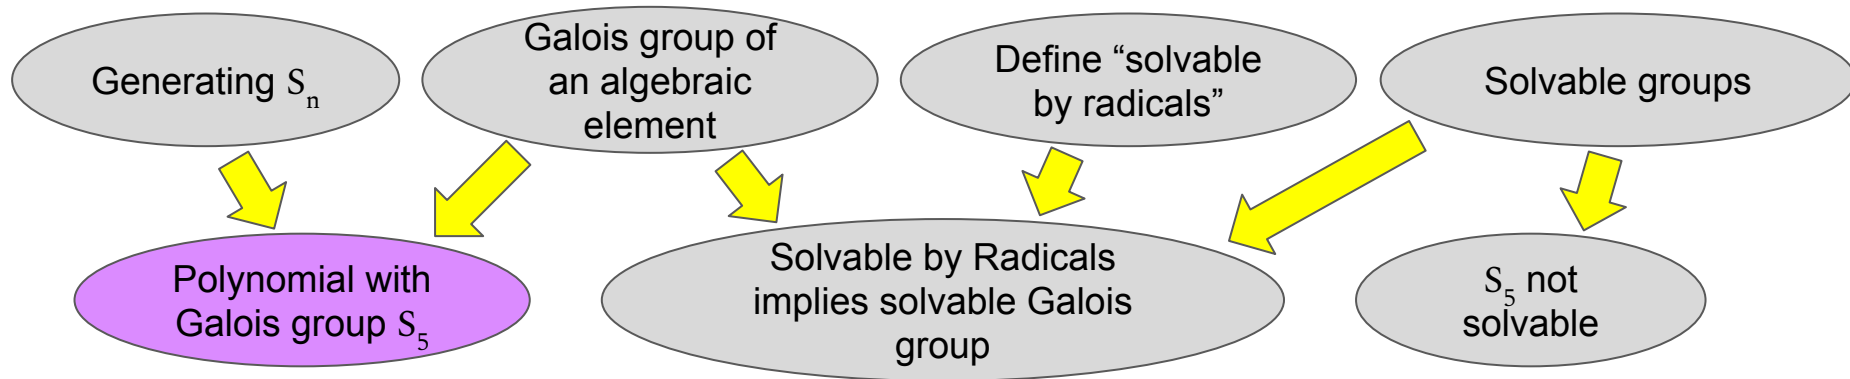 Generating Sₙ
Galois group of
an algebraic
element
Define “solvable
by radicals”
Solvable groups
Polynomial with
Galois group S₅
Solvable by Radicals
implies solvable Galois
group
S₅ not
solvable